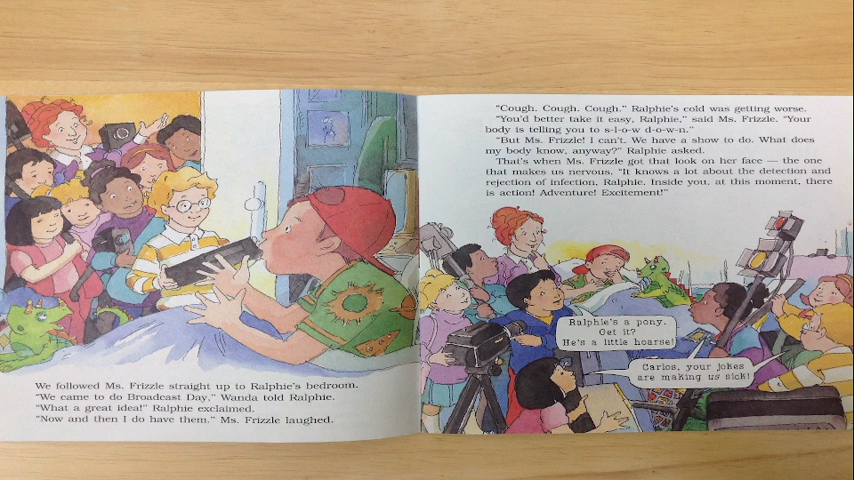 We followed Ms. Frizzle straight up to Ralphie's bedroom.
"We came to do Broadcast Day," Wanda told Ralphie.
"What a great idea!" Ralphie exclaimed.
"Now and then I do have them." Ms. Frizzle laughed.
"Cough. Cough. Cough." Ralphie's cold was getting worse.
"You'd better take it easy, Ralphie," said Ms. Frizzle. "Your
body is telling you to s-l-o-w d-o-w-n."
"But Ms. Frizzle! I can't. We have a show to do. What does
my body know, anyway?" Ralphie asked.
That's when Ms. Frizzle got that look on her face — the one
that makes us nervous. "It knows a lot about the detection and
rejection of infection, Ralphie. Inside you, at this moment, there
is action! Adventure! Excitement!"
Ralphie's a pony.
Get it?
He's a little hoarse!
Carlos, your jokes
are making us sick!